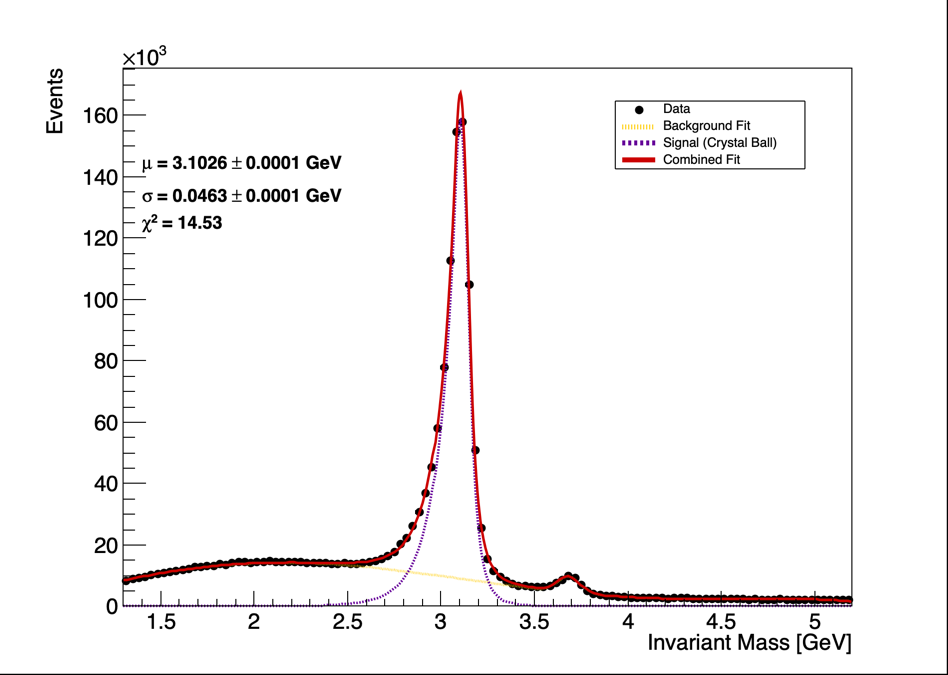 ×10³
Events
160
140
120
100
80
60
40
20
0
μ = 3.1026 ± 0.0001 GeV
σ = 0.0463 ± 0.0001 GeV
χ² = 14.53
Data
Background Fit
Signal (Crystal Ball)
Combined Fit
1.5 2 2.5 3 3.5 4 4.5 5
Invariant Mass [GeV]